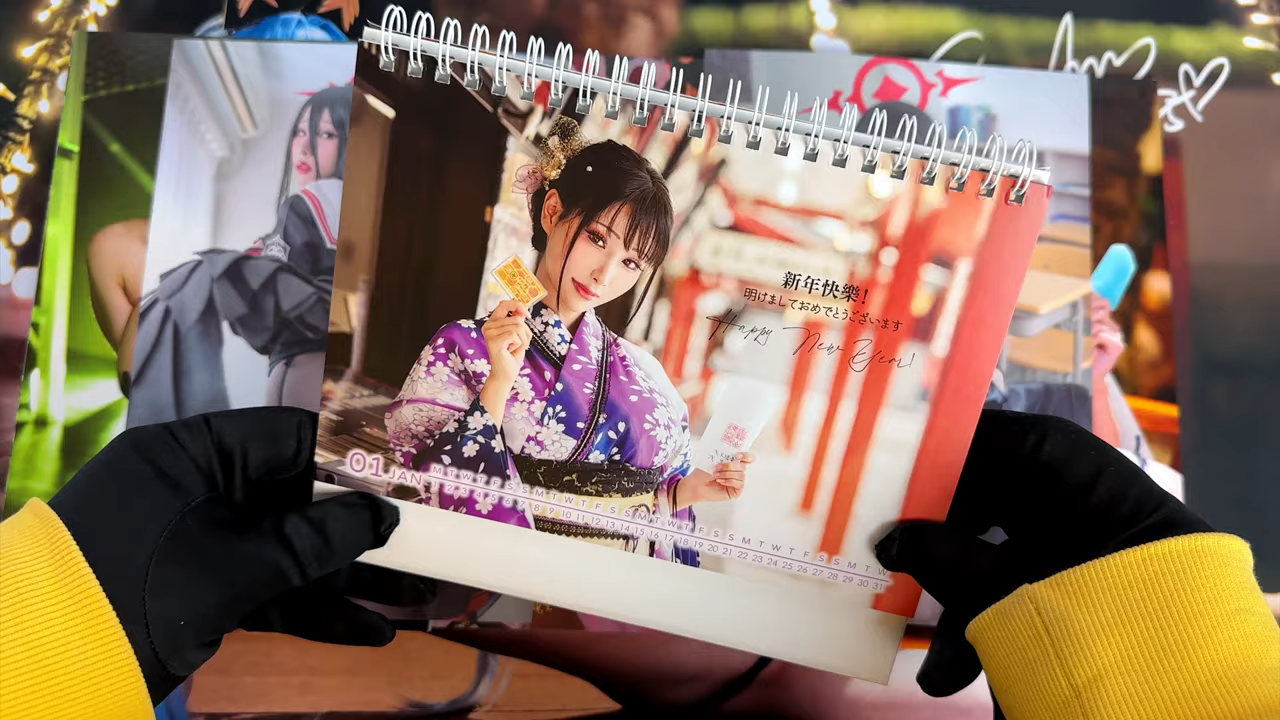 新年快樂!
明けましておめでとうございます
Happy New Year!
M T W T F S S M T W T F S S M T W T F S S M T W T F S S M T W
01 JAN 1 2 3 4 5 6 7 8 9 10 11 12 13 14 15 16 17 18 19 20 21 22 23 24 25 26 27 28 29 30 31